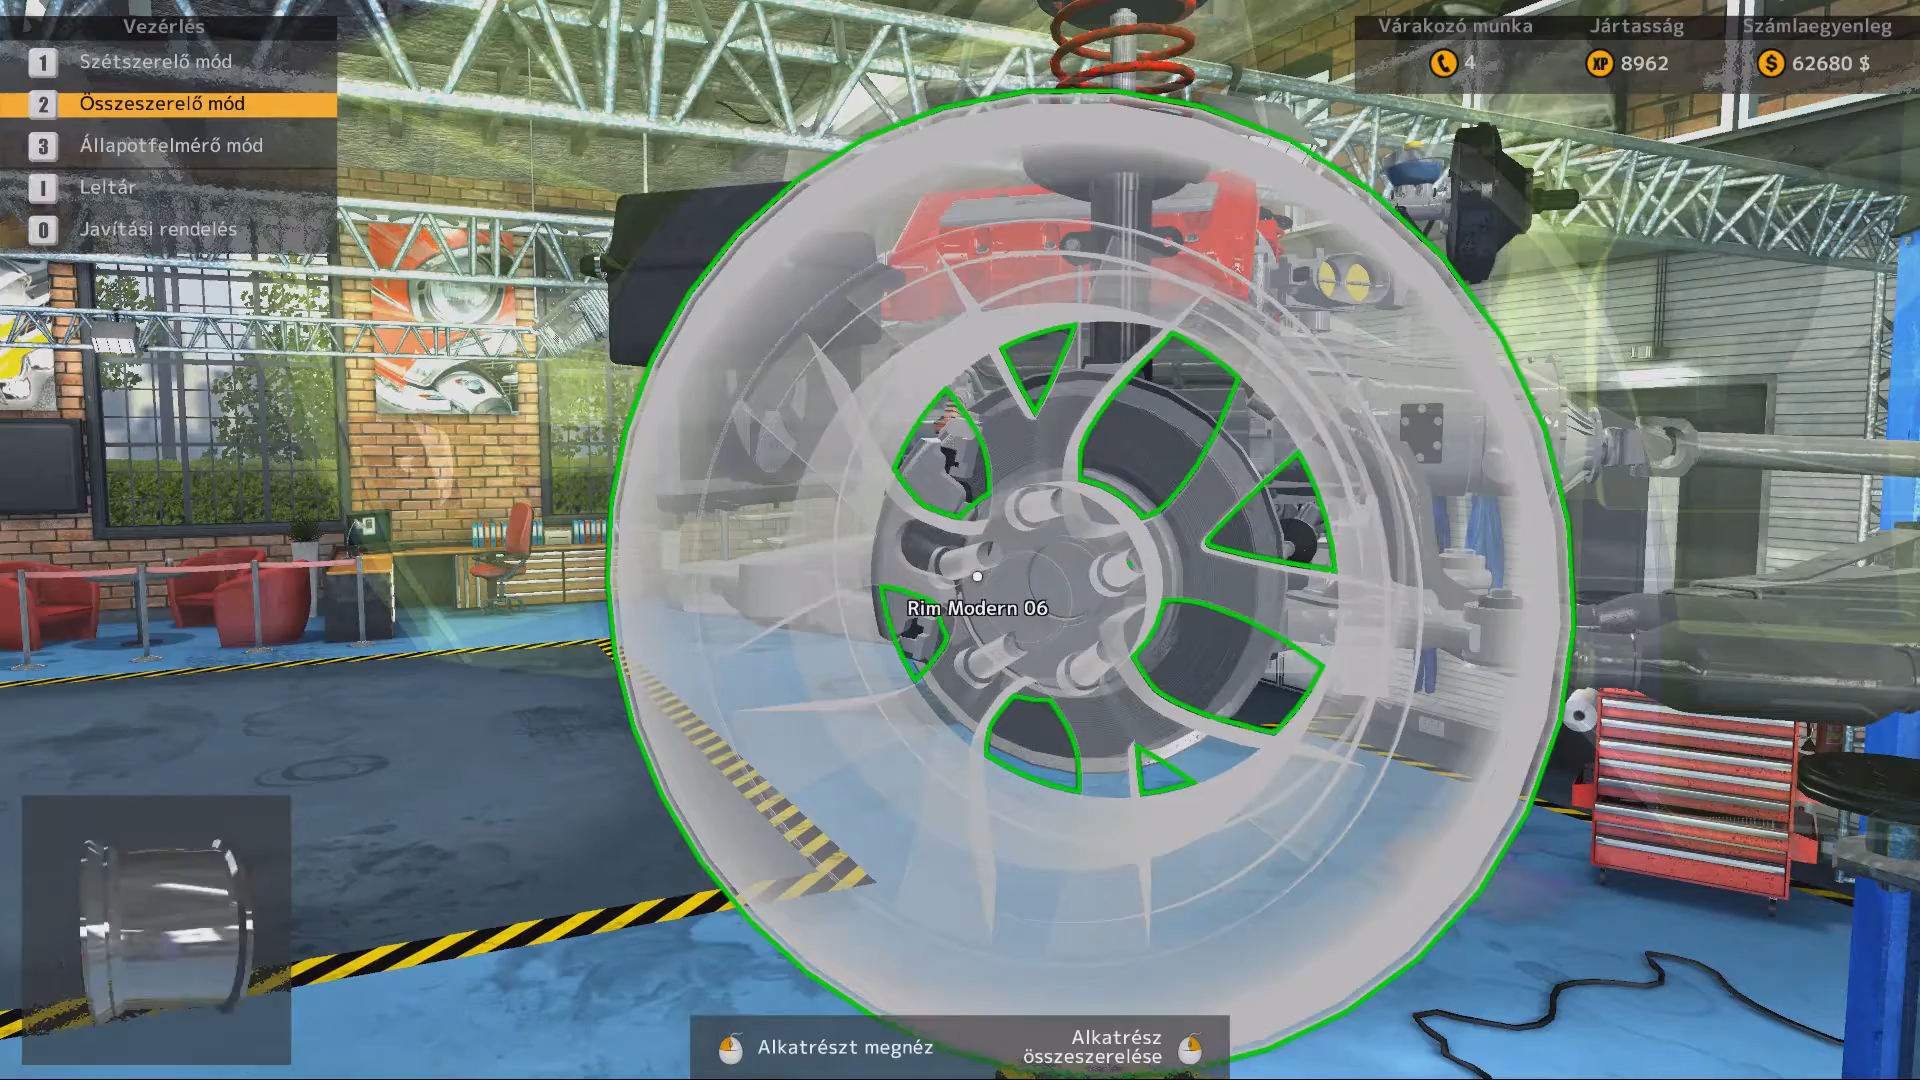 Vezérlés
1 Szétszerelő mód
2 Összeszerelő mód
3 Állapotfelmérő mód
I Leltár
O Javítási rendelés
Várakozó munka
4
Jártasság
XP 8962
Számlaegyenleg
$ 62680 $
Rim Modern 06
Alkatrészt megnéz
Alkatrész
összeszerelése